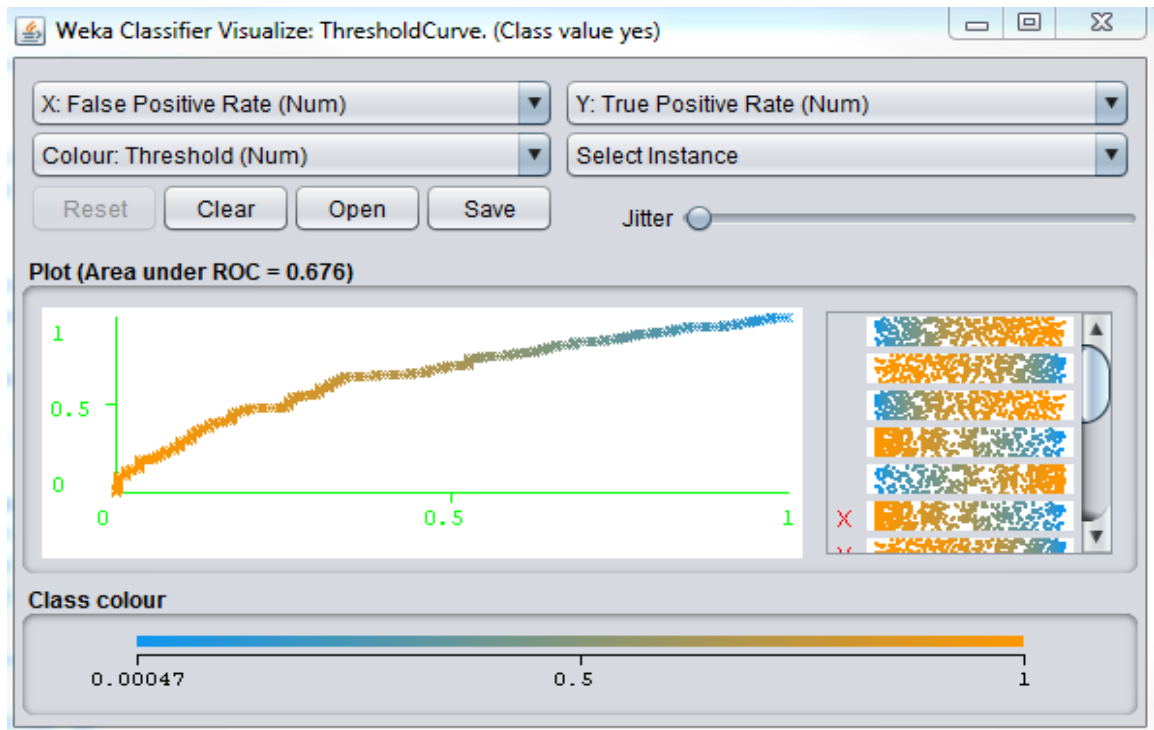 Weka Classifier Visualize: ThresholdCurve. (Class value yes)
X: False Positive Rate (Num)
Y: True Positive Rate (Num)
Colour: Threshold (Num)
Select Instance
Reset
Clear
Open
Save
Jitter
Plot (Area under ROC = 0.676)
1
0.5
0
0
0.5
1
X
Class colour
0.00047
0.5
1